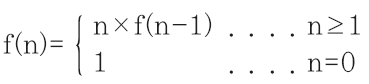 f(n)= { n×f(n-1) ....n≥1
1 ....n=0